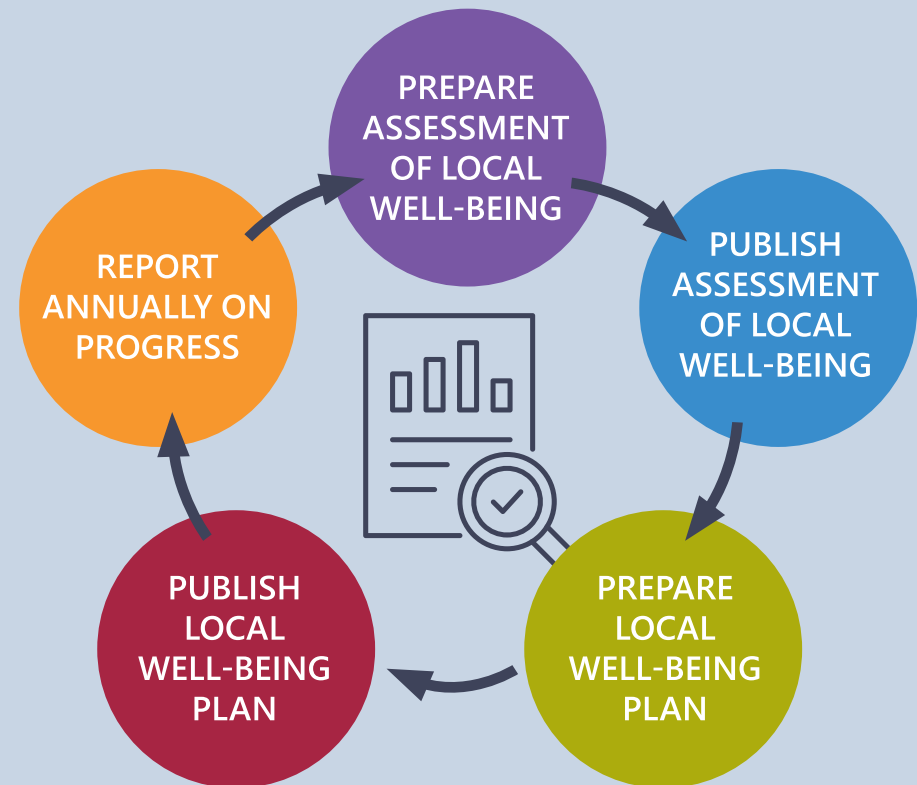 PREPARE
ASSESSMENT
OF LOCAL
WELL-BEING
PUBLISH
ASSESSMENT
OF LOCAL
WELL-BEING
PREPARE
LOCAL
WELL-BEING
PLAN
PUBLISH
LOCAL
WELL-BEING
PLAN
REPORT
ANNUALLY ON
PROGRESS